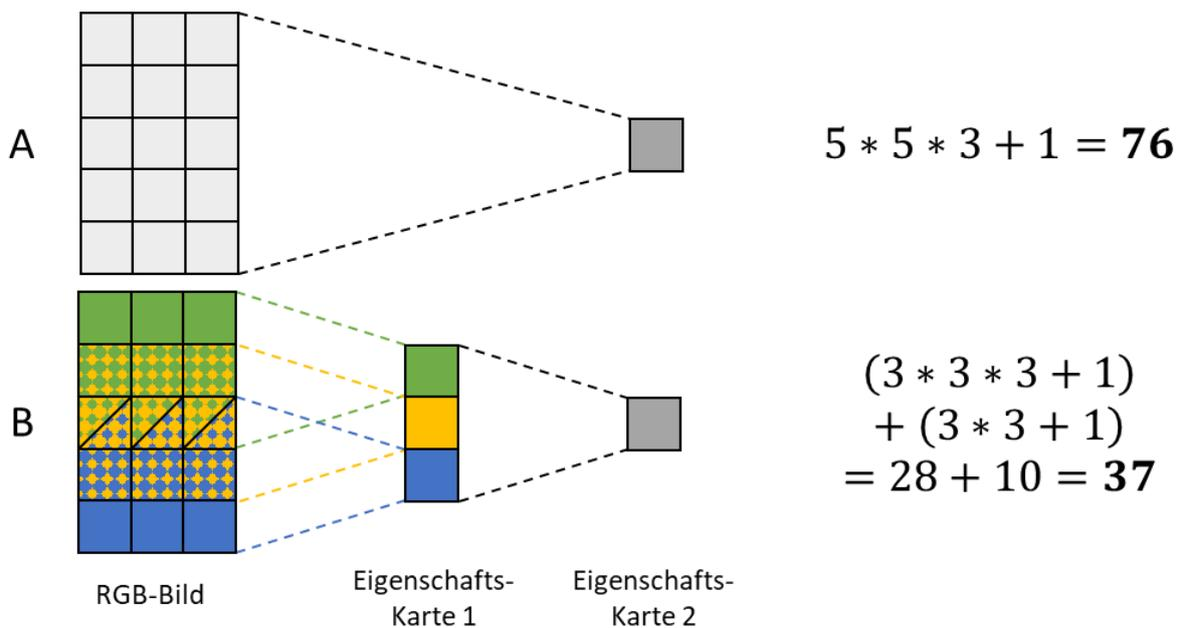 A
5 * 5 * 3 + 1 = 76
B
(3 * 3 * 3 + 1)
+ (3 * 3 + 1)
= 28 + 10 = 37
RGB-Bild
Eigenschafts-
Karte 1
Eigenschafts-
Karte 2